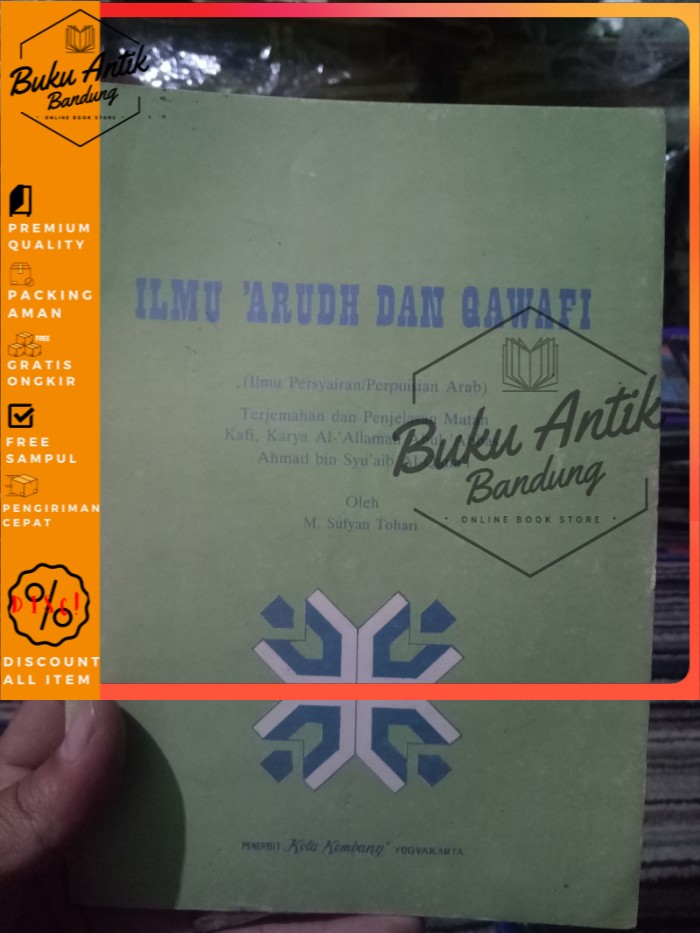 Buku Antik
Bandung
• ONLINE BOOK STORE •
PREMIUM
QUALITY
PACKING
AMAN
FREE
GRATIS
ONGKIR
FREE
SAMPUL
PENGIRIMAN
CEPAT
%
DISC!
DISCOUNT
ALL ITEM
ILMU 'ARUDH DAN QAWAFI
(Ilmu Persyairan/Perpuisian Arab)
Terjemahan dan Penjelasan Matan
Kafi, Karya Al-'Allamah
Ahmad bin Syu'aib
Oleh
M. Sufyan Tohari
Buku Antik
Bandung
• ONLINE BOOK STORE •
PENERBIT „Kota Kembang" YOGYAKARTA